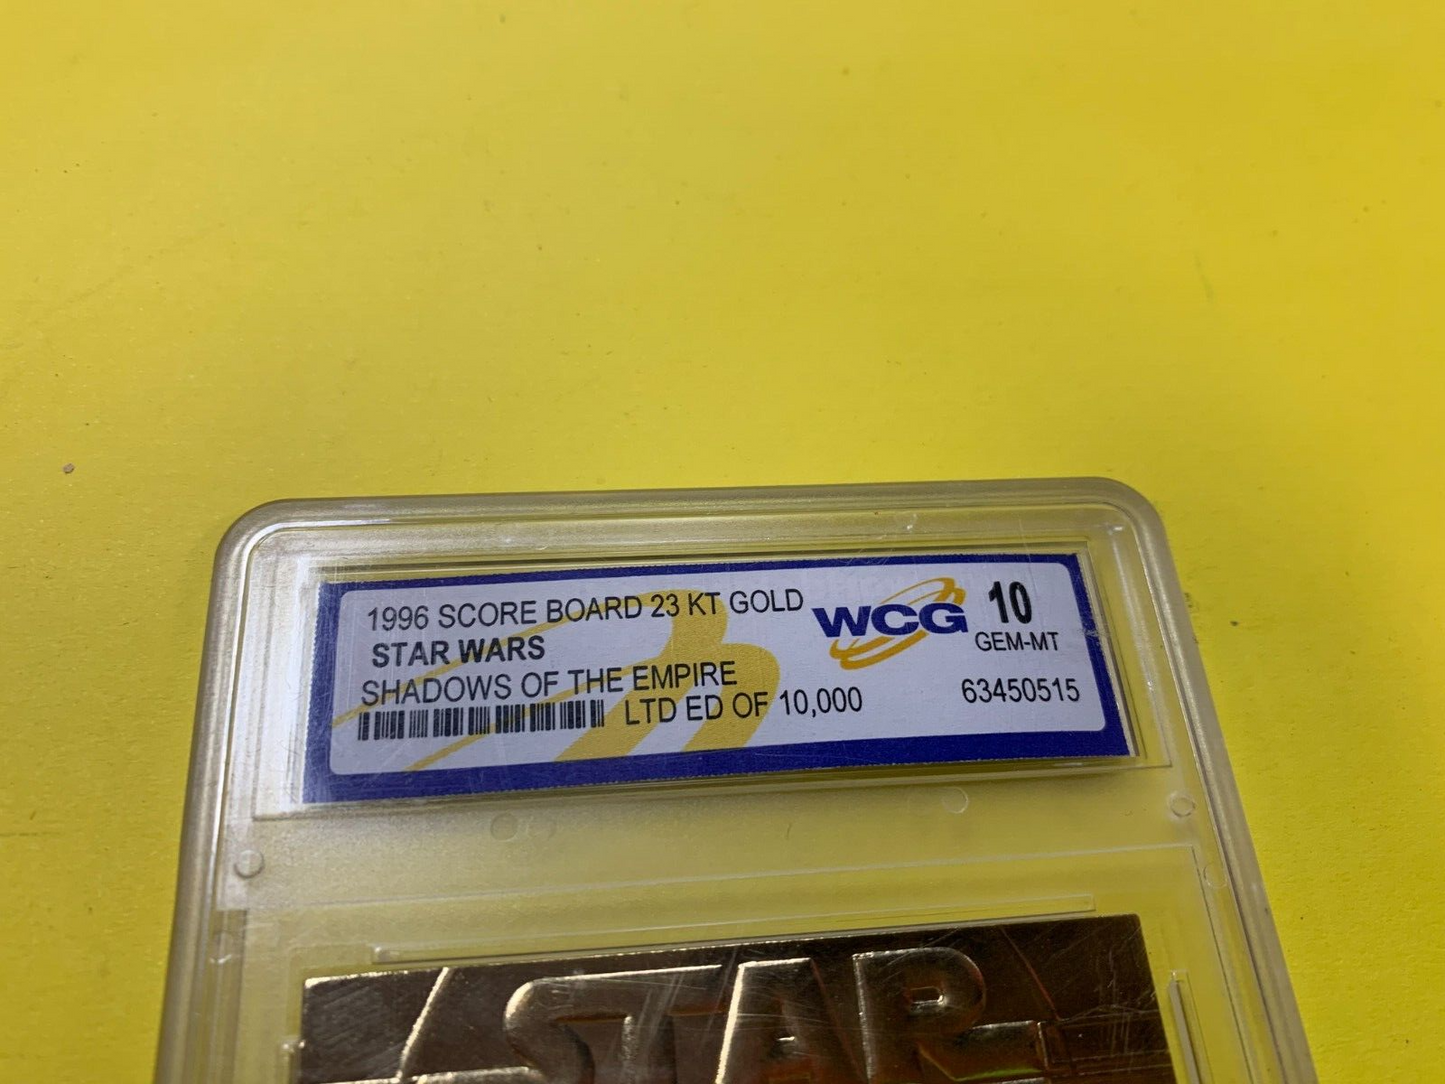 1996 SCORE BOARD 23 KT GOLD
STAR WARS
SHADOWS OF THE EMPIRE
LTD ED OF 10,000
WCG
10
GEM-MT
63450515
STAR